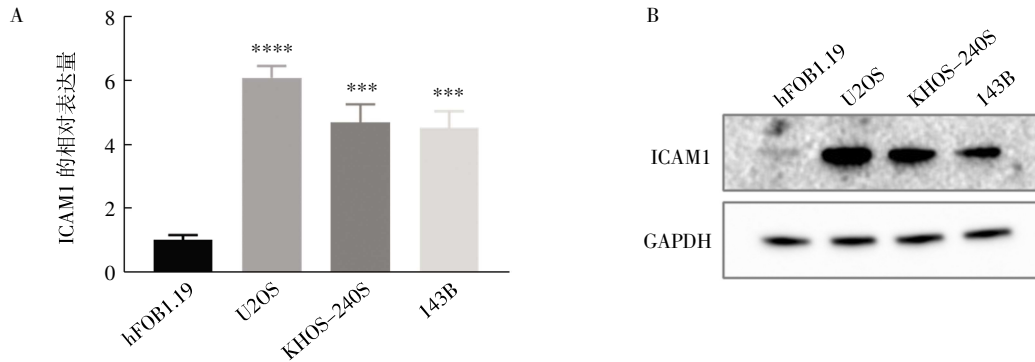 A
ICAM1 的相对表达量
8
6
4
2
0
****
***
***
hFOB1.19
U2OS
KHOS-240S
143B
B
hFOB1.19
U2OS
KHOS-240S
143B
ICAM1
GAPDH